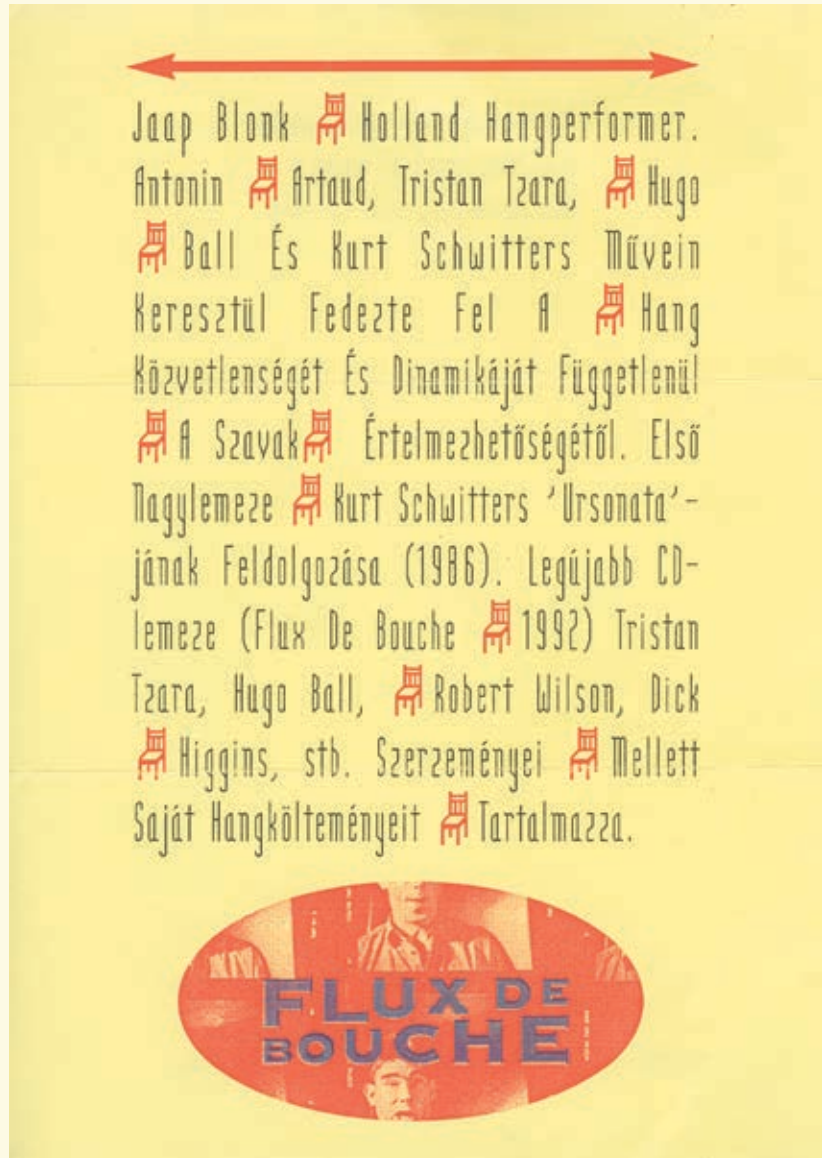 Jaap Blonk Holland Hangperformer.
Antonin Artaud, Tristan Tzara, Hugo
Ball És Kurt Schwitters Művein
Keresztül Fedezte Fel A Hang
Közvetlenségét És Dinamikáját Függetlenül
A Szavak Értelmezhetőségétől. Első
Nagylemeze Kurt Schwitters 'Ursonata'-
jának Feldolgozása (1986). Legújabb CD-
lemeze (Flux De Bouche 1992) Tristan
Tzara, Hugo Ball, Robert Wilson, Dick
Higgins, stb. Szerzeményei Mellett
Saját Hangkölteményeit Tartalmazza.
FLUX DE
BOUCHE